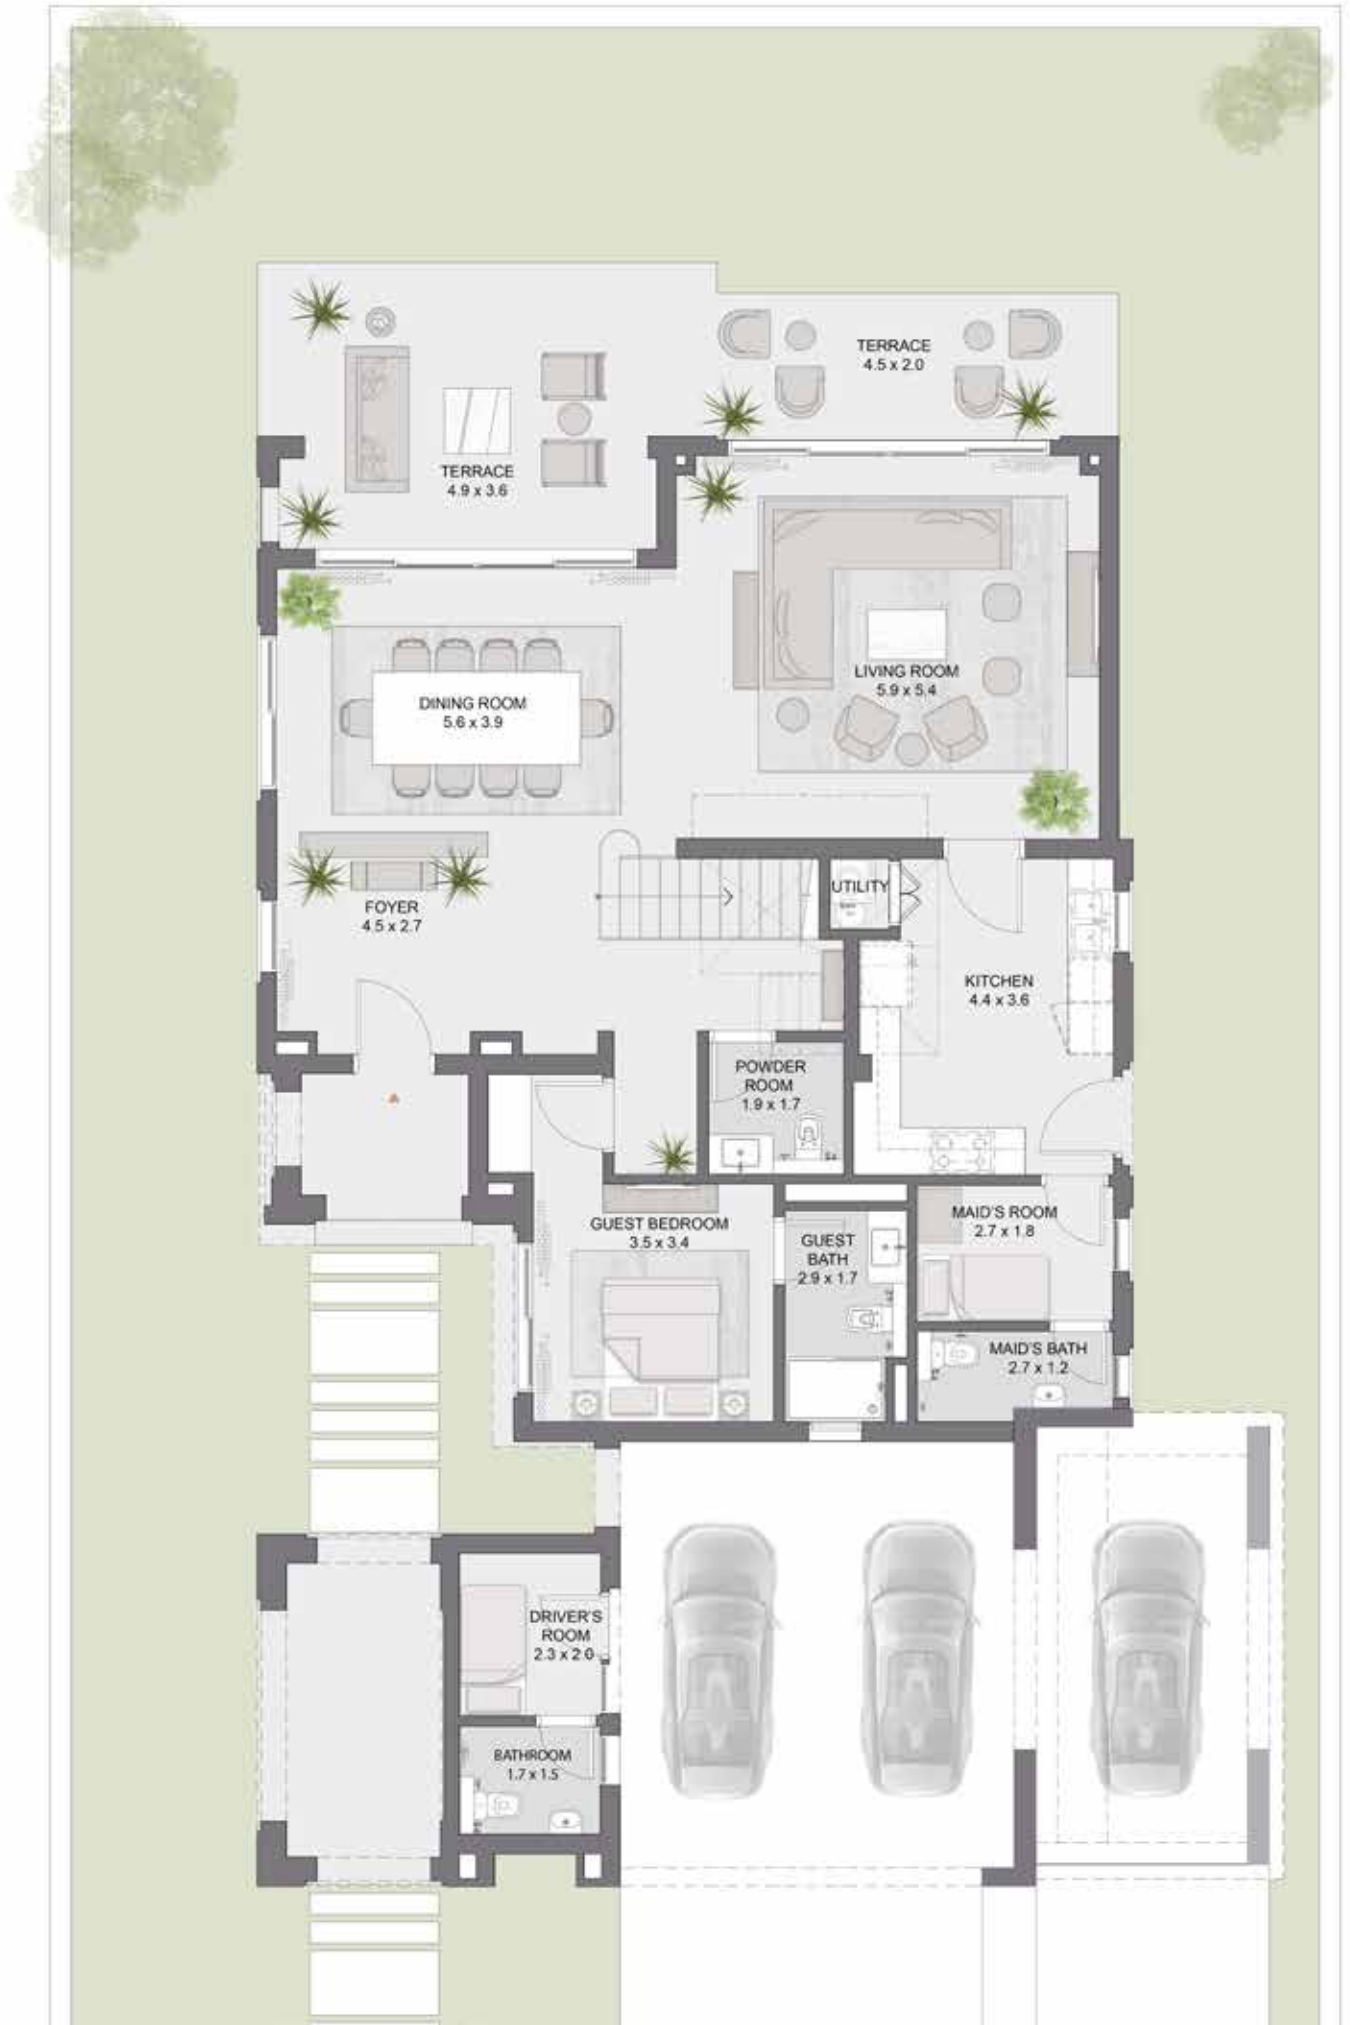 TERRACE
4.5 x 2.0
TERRACE
4.9 x 3.6
LIVING ROOM
5.9 x 5.4
DINING ROOM
5.6 x 3.9
UTILITY
FOYER
4.5 x 2.7
KITCHEN
4.4 x 3.6
POWDER
ROOM
1.9 x 1.7
MAID'S ROOM
2.7 x 1.8
GUEST BEDROOM
3.5 x 3.4
GUEST
BATH
2.9 x 1.7
MAID'S BATH
2.7 x 1.2
DRIVER'S
ROOM
2.3 x 2.0
BATHROOM
1.7 x 1.5